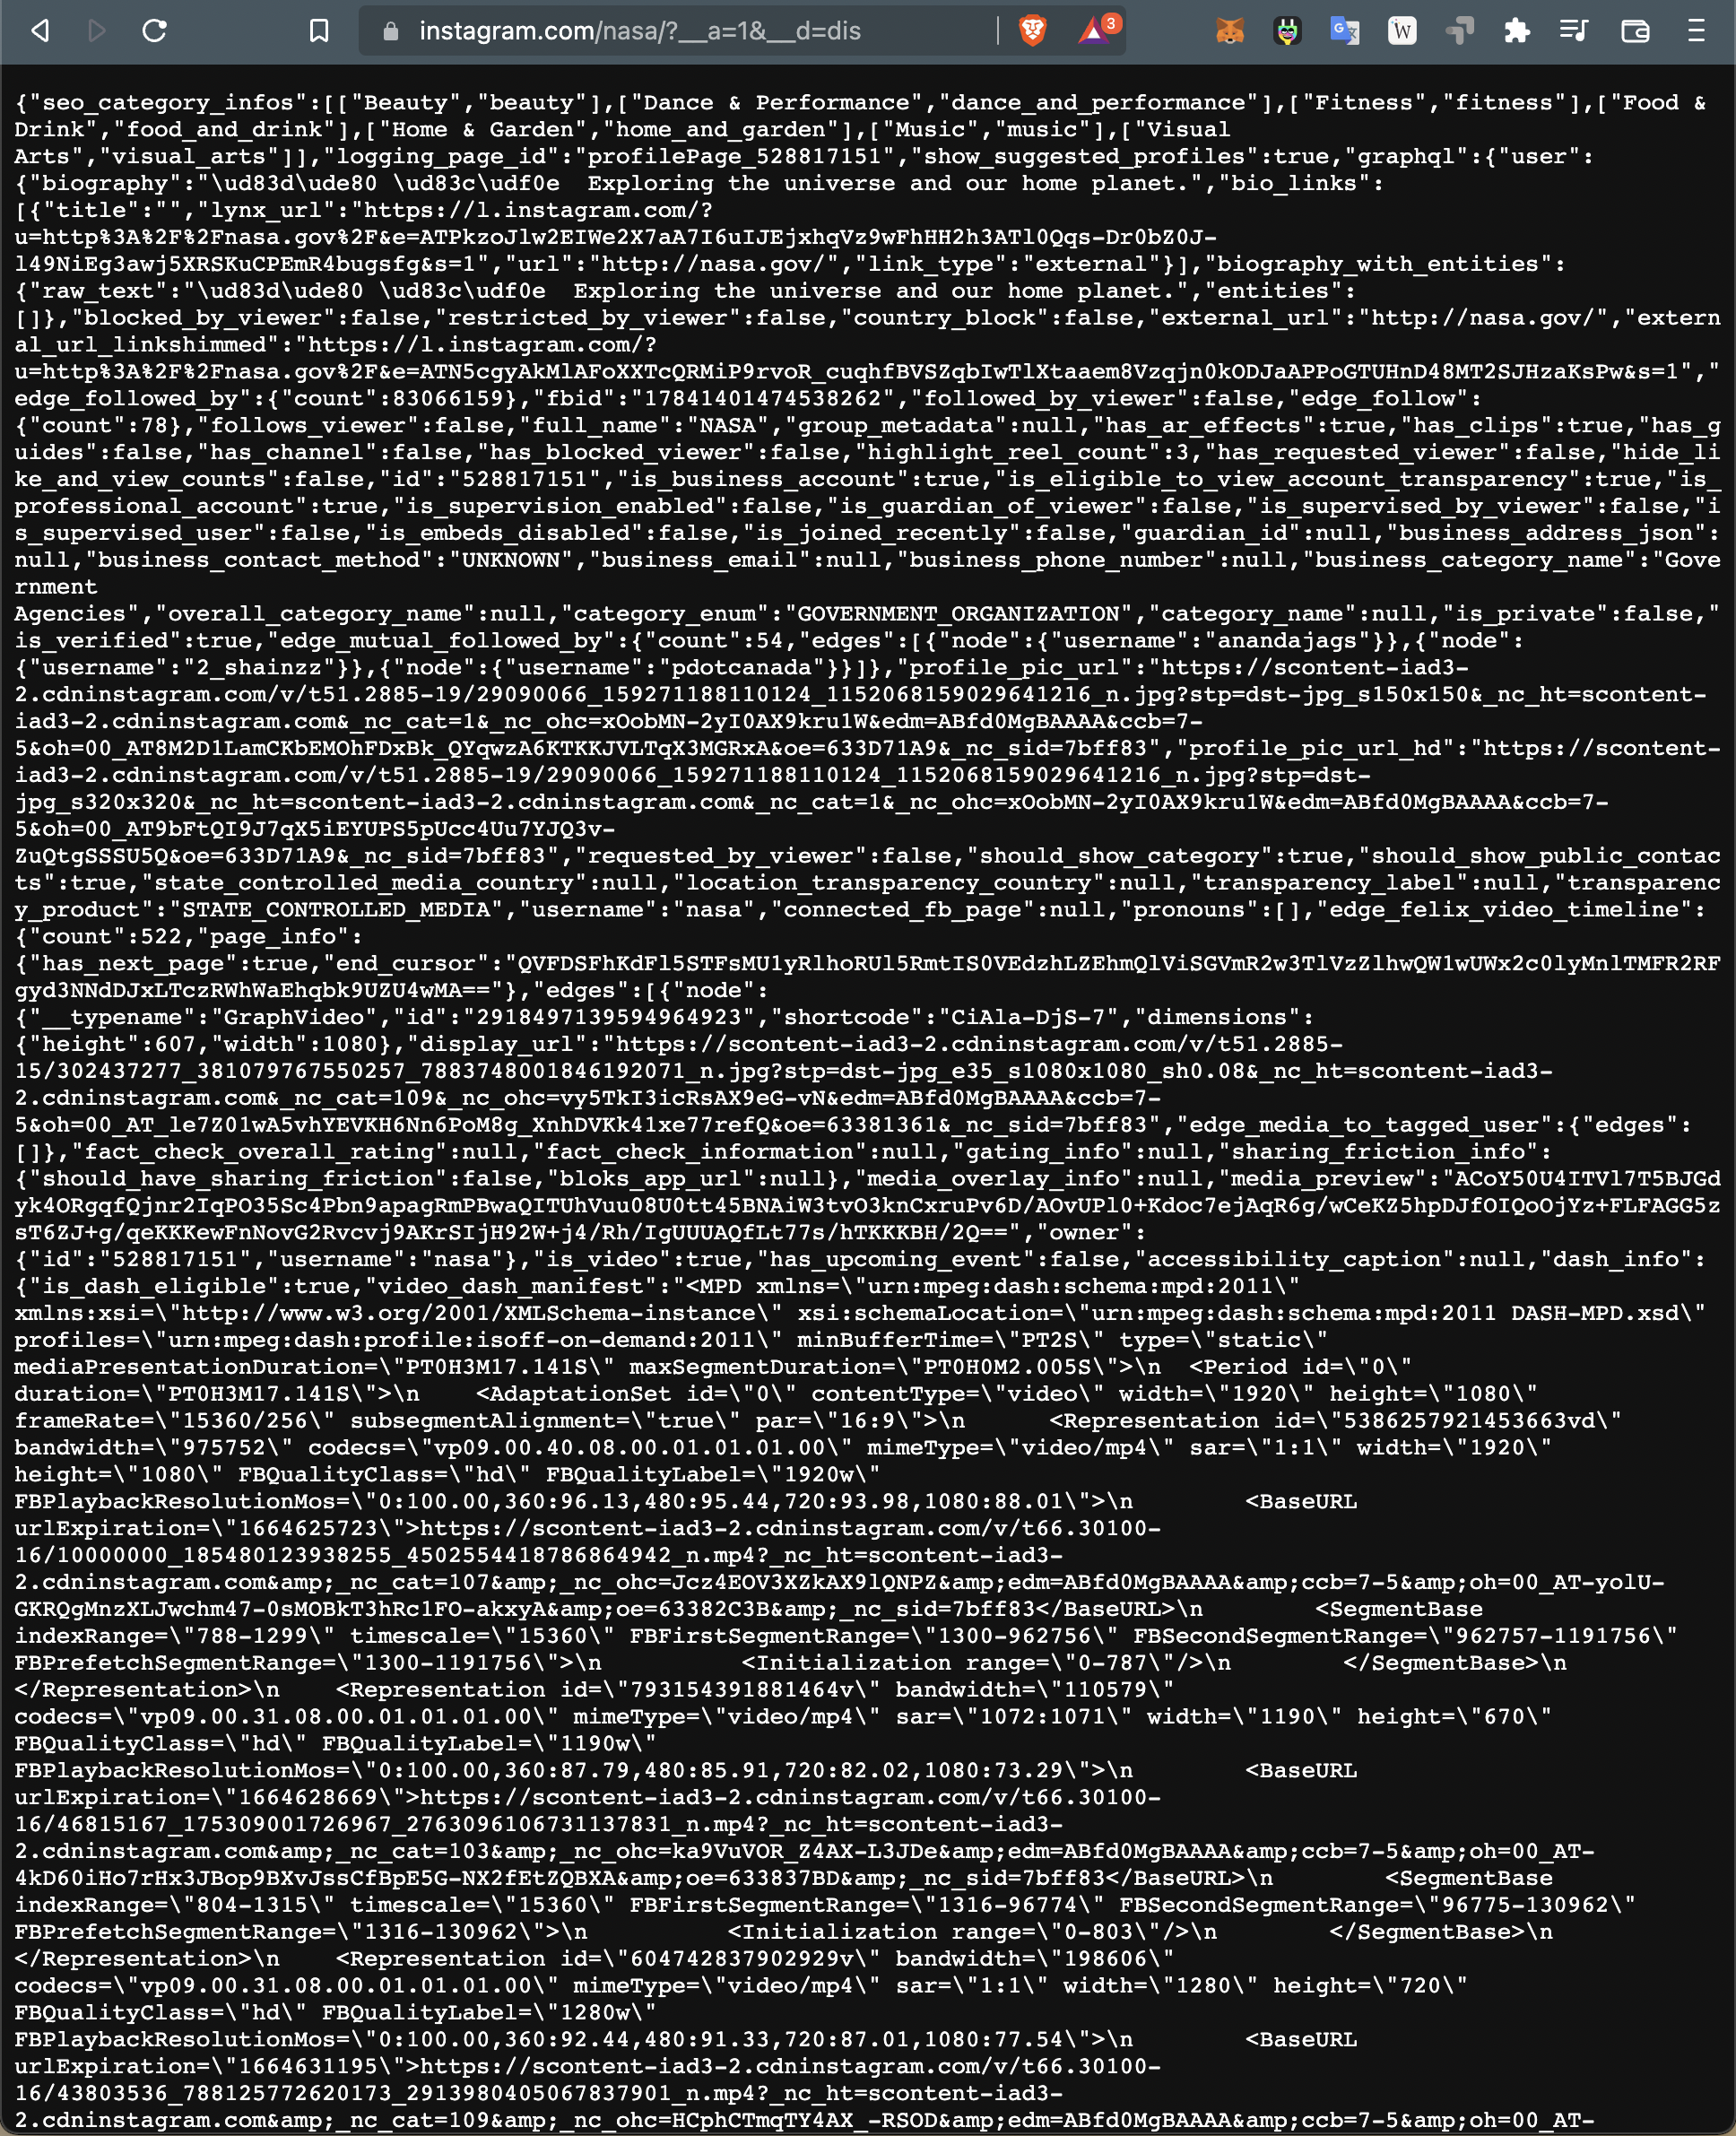 instagram.com/nasa/?__a=1&__d=dis
3
W
{"seo_category_infos":[["Beauty","beauty"],["Dance & Performance","dance_and_performance"],["Fitness","fitness"],["Food &
Drink","food_and_drink"],["Home & Garden","home_and_garden"],["Music","music"],["Visual
Arts","visual_arts"]],"logging_page_id":"profilePage_528817151","show_suggested_profiles":true,"graphql":{"user":
{"biography":"\ud83d\ude80 \ud83c\udf0e  Exploring the universe and our home planet.","bio_links":
[{"title":"","lynx_url":"https://l.instagram.com/?
u=http%3A%2F%2Fnasa.gov%2F&e=ATPkzoJlw2EIWe2X7aA7I6uIJEjxhqVz9wFhHH2h3ATl0Qqs-Dr0bZ0J-
l49NiEg3awj5XRSKuCPEmR4bugsfg&s=1","url":"http://nasa.gov/","link_type":"external"}],"biography_with_entities":
{"raw_text":"\ud83d\ude80 \ud83c\udf0e  Exploring the universe and our home planet.","entities":
[]},"blocked_by_viewer":false,"restricted_by_viewer":false,"country_block":false,"external_url":"http://nasa.gov/","extern
al_url_linkshimmed":"https://l.instagram.com/?
u=http%3A%2F%2Fnasa.gov%2F&e=ATN5cgyAkMlAFoXXTcQRMiP9rvoR_cuqhfBVSZqbIwTlXtaaem8Vzqjn0kODJaAPPoGTUHnD48MT2SJHzaKsPw&s=1","
edge_followed_by":{"count":83066159},"fbid":"17841401474538262","followed_by_viewer":false,"edge_follow":
{"count":78},"follows_viewer":false,"full_name":"NASA","group_metadata":null,"has_ar_effects":true,"has_clips":true,"has_g
uides":false,"has_channel":false,"has_blocked_viewer":false,"highlight_reel_count":3,"has_requested_viewer":false,"hide_li
ke_and_view_counts":false,"id":"528817151","is_business_account":true,"is_eligible_to_view_account_transparency":true,"is_
professional_account":true,"is_supervision_enabled":false,"is_guardian_of_viewer":false,"is_supervised_by_viewer":false,"i
s_supervised_user":false,"is_embeds_disabled":false,"is_joined_recently":false,"guardian_id":null,"business_address_json":
null,"business_contact_method":"UNKNOWN","business_email":null,"business_phone_number":null,"business_category_name":"Gove
rnment
Agencies","overall_category_name":null,"category_enum":"GOVERNMENT_ORGANIZATION","category_name":null,"is_private":false,"
is_verified":true,"edge_mutual_followed_by":{"count":54,"edges":[{"node":{"username":"anandajags"}},{"node":
{"username":"2_shainzz"}},{"node":{"username":"pdotcanada"}}]},"profile_pic_url":"https://scontent-iad3-
2.cdninstagram.com/v/t51.2885-19/29090066_159271188110124_1152068159029641216_n.jpg?stp=dst-jpg_s150x150&_nc_ht=scontent-
iad3-2.cdninstagram.com&_nc_cat=1&_nc_ohc=xOobMN-2yI0AX9kru1W&edm=ABfd0MgBAAAA&ccb=7-
5&oh=00_AT8M2D1LamCKbEMOhFDxBk_QYqwzA6KTKKJVLTqX3MGRxA&oe=633D71A9&_nc_sid=7bff83","profile_pic_url_hd":"https://scontent-
iad3-2.cdninstagram.com/v/t51.2885-19/29090066_159271188110124_1152068159029641216_n.jpg?stp=dst-
jpg_s320x320&_nc_ht=scontent-iad3-2.cdninstagram.com&_nc_cat=1&_nc_ohc=xOobMN-2yI0AX9kru1W&edm=ABfd0MgBAAAA&ccb=7-
5&oh=00_AT9bFtQI9J7qX5iEYUPS5pUcc4Uu7YJQ3v-
ZuQtgSSSU5Q&oe=633D71A9&_nc_sid=7bff83","requested_by_viewer":false,"should_show_category":true,"should_show_public_contac
ts":true,"state_controlled_media_country":null,"location_transparency_country":null,"transparency_label":null,"transparenc
y_product":"STATE_CONTROLLED_MEDIA","username":"nasa","connected_fb_page":null,"pronouns":[],"edge_felix_video_timeline":
{"count":522,"page_info":
{"has_next_page":true,"end_cursor":"QVFDSFhKdFl5STFsMU1yRlhoRUl5RmtIS0VEdzhLZEhmQlViSGVmR2w3TlVzZlhwQW1wUWx2c0lyMnlTMFR2RF
gyd3NNdDJxLTczRWhWaEhqbk9UZU4wMA=="},"edges":[{"node":
{"__typename":"GraphVideo","id":"2918497139594964923","shortcode":"CiAla-DjS-7","dimensions":
{"height":607,"width":1080},"display_url":"https://scontent-iad3-2.cdninstagram.com/v/t51.2885-
15/302437277_381079767550257_7883748001846192071_n.jpg?stp=dst-jpg_e35_s1080x1080_sh0.08&_nc_ht=scontent-iad3-
2.cdninstagram.com&_nc_cat=109&_nc_ohc=vy5TkI3icRsAX9eG-vN&edm=ABfd0MgBAAAA&ccb=7-
5&oh=00_AT_le7Z01wA5vhYEVKH6Nn6PoM8g_XnhDVKk41xe77refQ&oe=63381361&_nc_sid=7bff83","edge_media_to_tagged_user":{"edges":
[]},"fact_check_overall_rating":null,"fact_check_information":null,"gating_info":null,"sharing_friction_info":
{"should_have_sharing_friction":false,"bloks_app_url":null},"media_overlay_info":null,"media_preview":"ACoY50U4ITVl7T5BJGd
yk4ORgqfQjnr2IqPO35Sc4Pbn9apagRmPBwaQITUhVuu08U0tt45BNAiW3tvO3knCxruPv6D/AOvUPl0+Kdoc7ejAqR6g/wCeKZ5hpDJfOIQoOjYz+FLFAGG5z
sT6ZJ+g/qeKKKewFnNovG2Rvcvj9AKrSIjH92W+j4/Rh/IgUUUAQfLt77s/hTKKKBH/2Q==","owner":
{"id":"528817151","username":"nasa"},"is_video":true,"has_upcoming_event":false,"accessibility_caption":null,"dash_info":
{"is_dash_eligible":true,"video_dash_manifest":"<MPD xmlns=\"urn:mpeg:dash:schema:mpd:2011\"
xmlns:xsi=\"http://www.w3.org/2001/XMLSchema-instance\" xsi:schemaLocation=\"urn:mpeg:dash:schema:mpd:2011 DASH-MPD.xsd\"
profiles=\"urn:mpeg:dash:profile:isoff-on-demand:2011\" minBufferTime=\"PT2S\" type=\"static\"
mediaPresentationDuration=\"PT0H3M17.141S\" maxSegmentDuration=\"PT0H0M2.005S\">\n  <Period id=\"0\"
duration=\"PT0H3M17.141S\">\n    <AdaptationSet id=\"0\" contentType=\"video\" width=\"1920\" height=\"1080\"
frameRate=\"15360/256\" subsegmentAlignment=\"true\" par=\"16:9\">\n      <Representation id=\"5386257921453663vd\"
bandwidth=\"975752\" codecs=\"vp09.00.40.08.00.01.01.01.00\" mimeType=\"video/mp4\" sar=\"1:1\" width=\"1920\"
height=\"1080\" FBQualityClass=\"hd\" FBQualityLabel=\"1920w\"
FBPlaybackResolutionMos=\"0:100.00,360:96.13,480:95.44,720:93.98,1080:88.01\">\n        <BaseURL
urlExpiration=\"1664625723\">https://scontent-iad3-2.cdninstagram.com/v/t66.30100-
16/10000000_185480123938255_4502554418786864942_n.mp4?_nc_ht=scontent-iad3-
2.cdninstagram.com&amp;_nc_cat=107&amp;_nc_ohc=Jcz4EOV3XZkAX9lQNPZ&amp;edm=ABfd0MgBAAAA&amp;ccb=7-5&amp;oh=00_AT-yolU-
GKRQgMnzXLJwchm47-0sMOBkT3hRc1FO-akxyA&amp;oe=63382C3B&amp;_nc_sid=7bff83</BaseURL>\n        <SegmentBase
indexRange=\"788-1299\" timescale=\"15360\" FBFirstSegmentRange=\"1300-962756\" FBSecondSegmentRange=\"962757-1191756\"
FBPrefetchSegmentRange=\"1300-1191756\">\n          <Initialization range=\"0-787\"/>\n        </SegmentBase>\n
</Representation>\n    <Representation id=\"793154391881464v\" bandwidth=\"110579\"
codecs=\"vp09.00.31.08.00.01.01.01.00\" mimeType=\"video/mp4\" sar=\"1072:1071\" width=\"1190\" height=\"670\"
FBQualityClass=\"hd\" FBQualityLabel=\"1190w\"
FBPlaybackResolutionMos=\"0:100.00,360:87.79,480:85.91,720:82.02,1080:73.29\">\n        <BaseURL
urlExpiration=\"1664628669\">https://scontent-iad3-2.cdninstagram.com/v/t66.30100-
16/46815167_175309001726967_2763096106731137831_n.mp4?_nc_ht=scontent-iad3-
2.cdninstagram.com&amp;_nc_cat=103&amp;_nc_ohc=ka9VuVOR_Z4AX-L3JDe&amp;edm=ABfd0MgBAAAA&amp;ccb=7-5&amp;oh=00_AT-
4kD60iHo7rHx3JBop9BXvJssCfBpE5G-NX2fEtZQBXA&amp;oe=633837BD&amp;_nc_sid=7bff83</BaseURL>\n        <SegmentBase
indexRange=\"804-1315\" timescale=\"15360\" FBFirstSegmentRange=\"1316-96774\" FBSecondSegmentRange=\"96775-130962\"
FBPrefetchSegmentRange=\"1316-130962\">\n          <Initialization range=\"0-803\"/>\n        </SegmentBase>\n
</Representation>\n    <Representation id=\"604742837902929v\" bandwidth=\"198606\"
codecs=\"vp09.00.31.08.00.01.01.01.00\" mimeType=\"video/mp4\" sar=\"1:1\" width=\"1280\" height=\"720\"
FBQualityClass=\"hd\" FBQualityLabel=\"1280w\"
FBPlaybackResolutionMos=\"0:100.00,360:92.44,480:91.33,720:87.01,1080:77.54\">\n        <BaseURL
urlExpiration=\"1664631195\">https://scontent-iad3-2.cdninstagram.com/v/t66.30100-
16/43803536_788125772620173_2913980405067837901_n.mp4?_nc_ht=scontent-iad3-
2.cdninstagram.com&amp;_nc_cat=109&amp;_nc_ohc=HCphCTmqTY4AX_-RSOD&amp;edm=ABfd0MgBAAAA&amp;ccb=7-5&amp;oh=00_AT-